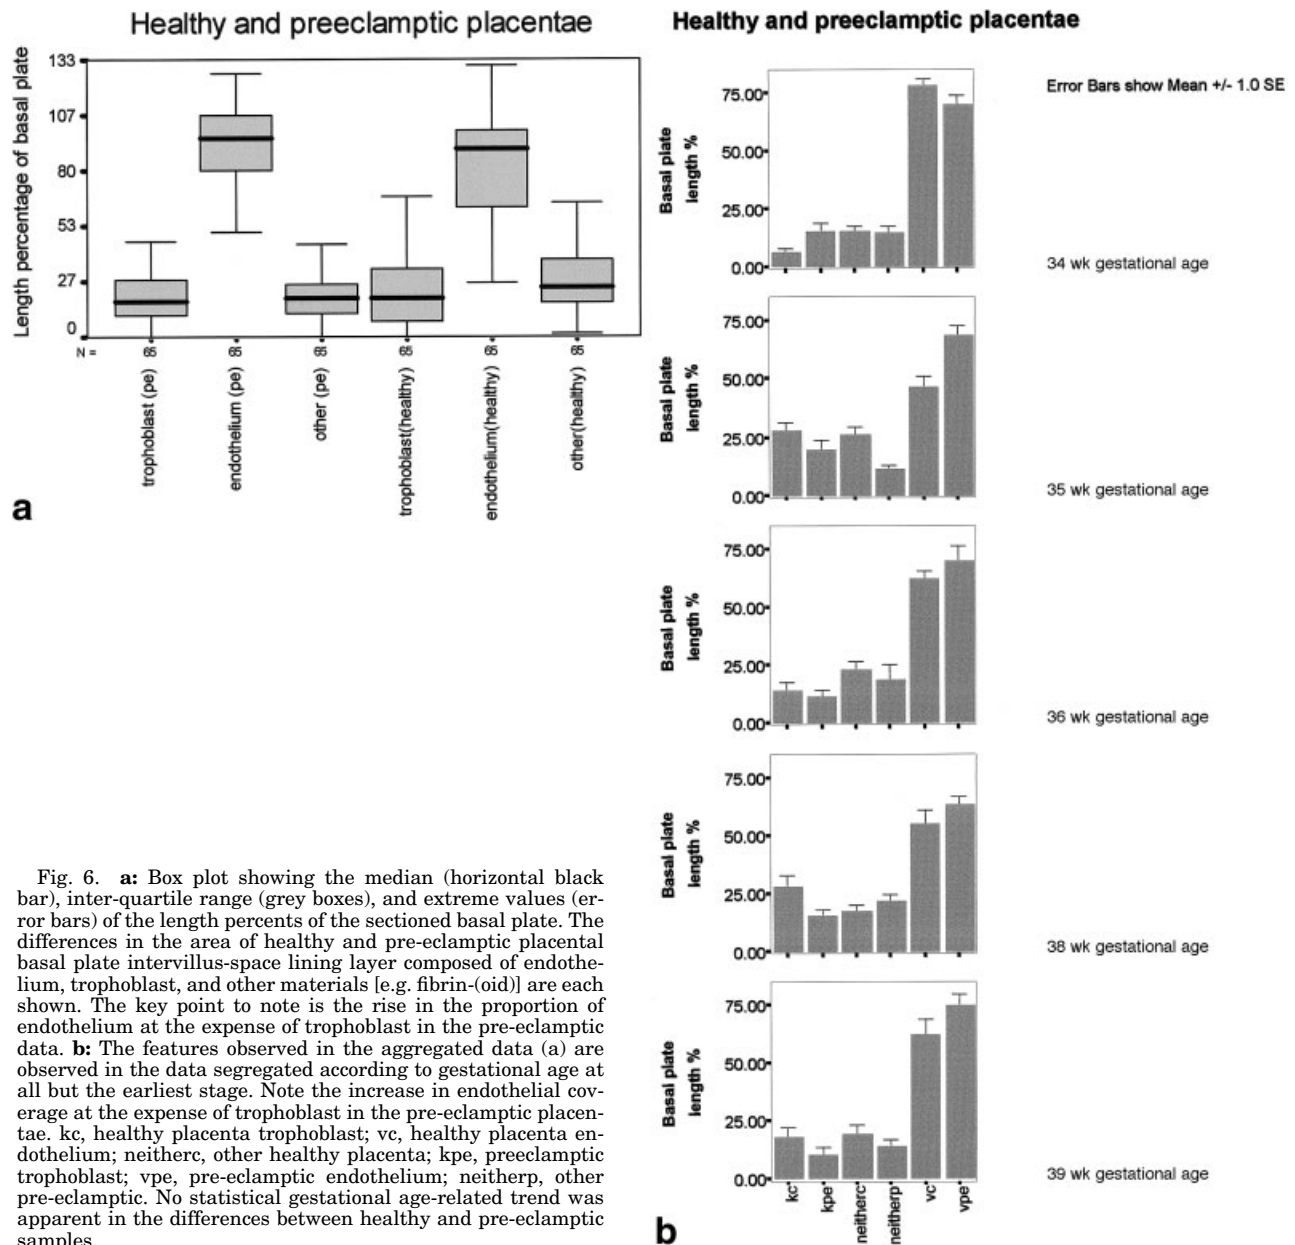 Healthy and preeclamptic placentae
Length percentage of basal plate
133
107
80
53
27
0
N =
65
65
65
65
65
65
trophoblast (pe)
endothelium (pe)
other (pe)
trophoblast(healthy)
endothelium(healthy)
other(healthy)
a
Healthy and preeclamptic placentae
Error Bars show Mean +/- 1.0 SE
Basal plate
length %
75.00
50.00
25.00
0.00
34 wk gestational age
Basal plate
length %
75.00
50.00
25.00
0.00
35 wk gestational age
Basal plate
length %
75.00
50.00
25.00
0.00
36 wk gestational age
Basal plate
length %
75.00
50.00
25.00
0.00
38 wk gestational age
Basal plate
length %
75.00
50.00
25.00
0.00
39 wk gestational age
kc
kpe
neitherc
neitherp
vc
vpe
b
Fig. 6. a: Box plot showing the median (horizontal black
bar), inter-quartile range (grey boxes), and extreme values (er-
ror bars) of the length percents of the sectioned basal plate. The
differences in the area of healthy and pre-eclamptic placental
basal plate intervillus-space lining layer composed of endothe-
lium, trophoblast, and other materials [e.g. fibrin-(oid)] are each
shown. The key point to note is the rise in the proportion of
endothelium at the expense of trophoblast in the pre-eclamptic
data. b: The features observed in the aggregated data (a) are
observed in the data segregated according to gestational age at
all but the earliest stage. Note the increase in endothelial cov-
erage at the expense of trophoblast in the pre-eclamptic placen-
tae. kc, healthy placenta trophoblast; vc, healthy placenta en-
dothelium; neitherc, other healthy placenta; kpe, preeclamptic
trophoblast; vpe, pre-eclamptic endothelium; neitherp, other
pre-eclamptic. No statistical gestational age-related trend was
apparent in the differences between healthy and pre-eclamptic
samples.